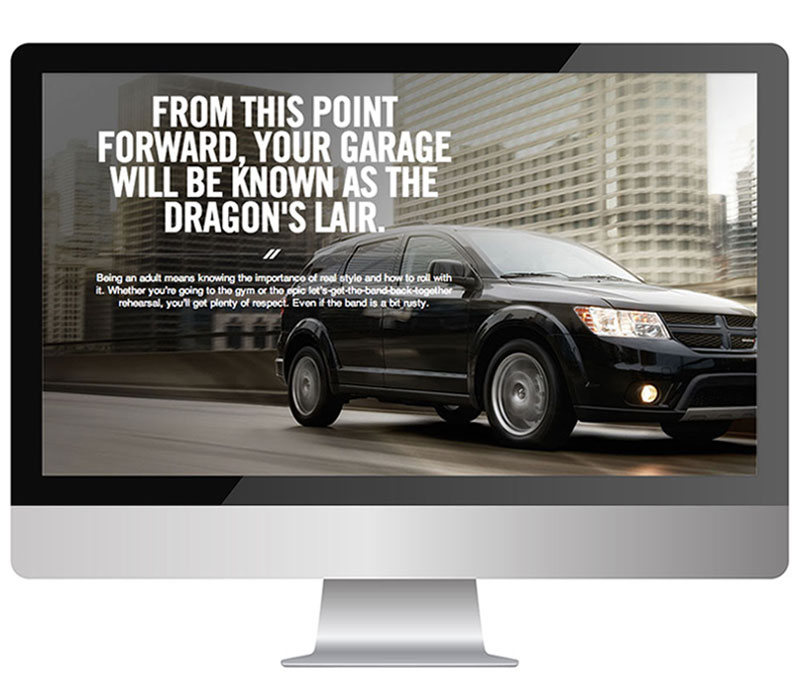 FROM THIS POINT
FORWARD, YOUR GARAGE
WILL BE KNOWN AS THE
DRAGON'S LAIR.
Being an adult means knowing the importance of real style and how to roll with
it. Whether you're going to the gym or the epic let's-get-the-band-back-together
rehearsal, you'll get plenty of respect. Even if the band is a bit rusty.